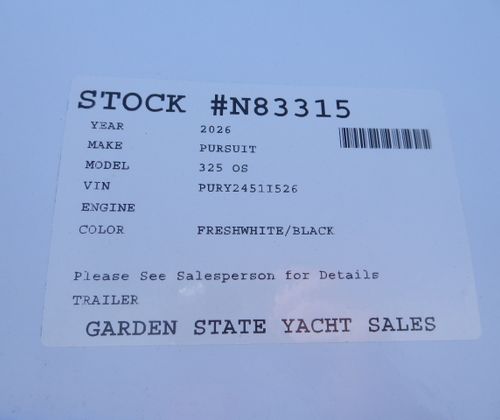 STOCK #N83315
YEAR 2026
MAKE PURSUIT
MODEL 325 OS
VIN PURY2451I526
ENGINE
COLOR FRESHWHITE/BLACK
Please See Salesperson for Details
TRAILER
GARDEN STATE YACHT SALES